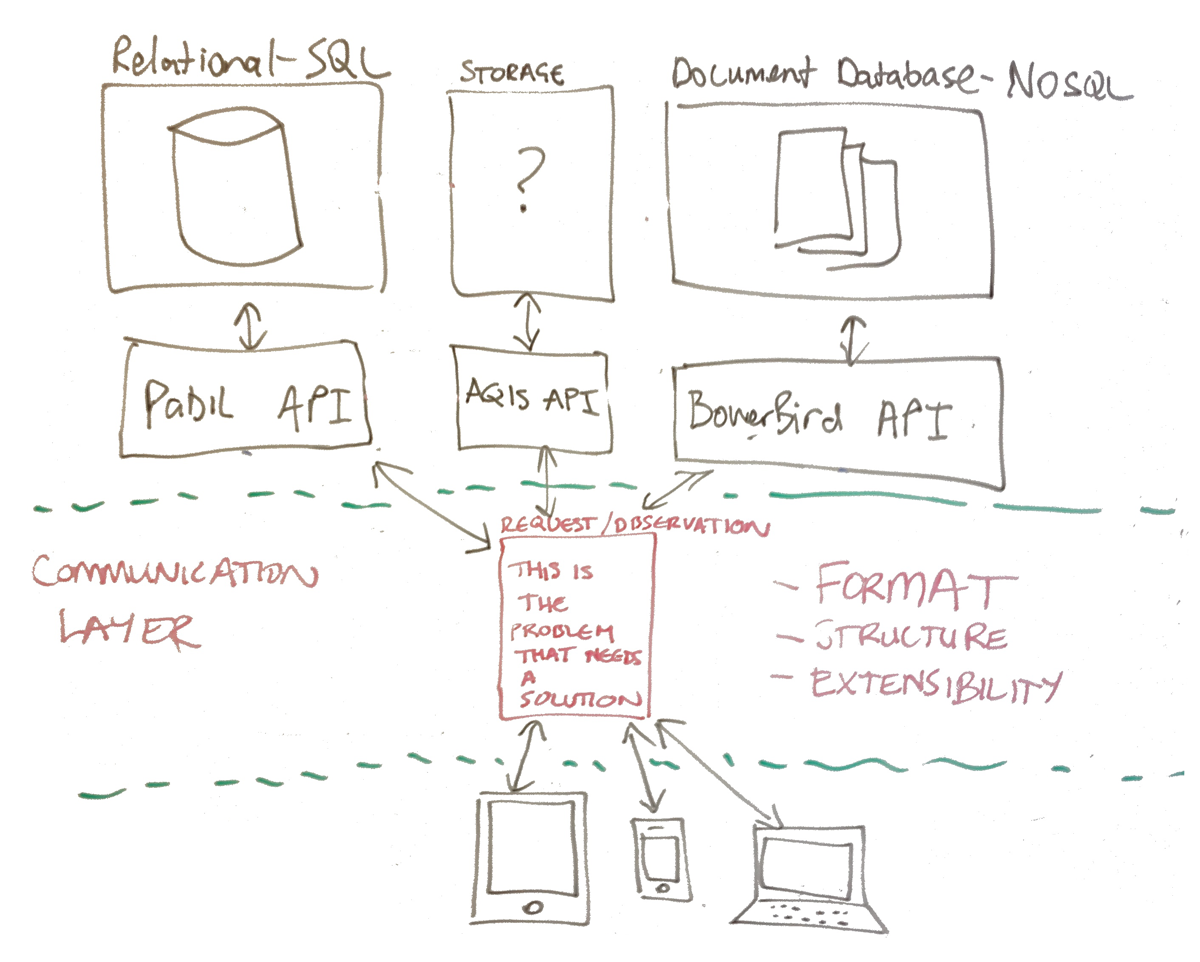 Relational-SQL
STORAGE
Document Database-NOSQL
?
PaDIL API
AQIS API
BowerBird API
REQUEST/OBSERVATION
COMMUNICATION
LAYER
THIS IS
THE
PROBLEM
THAT NEEDS
A
SOLUTION
- FORMAT
- STRUCTURE
- EXTENSIBILITY